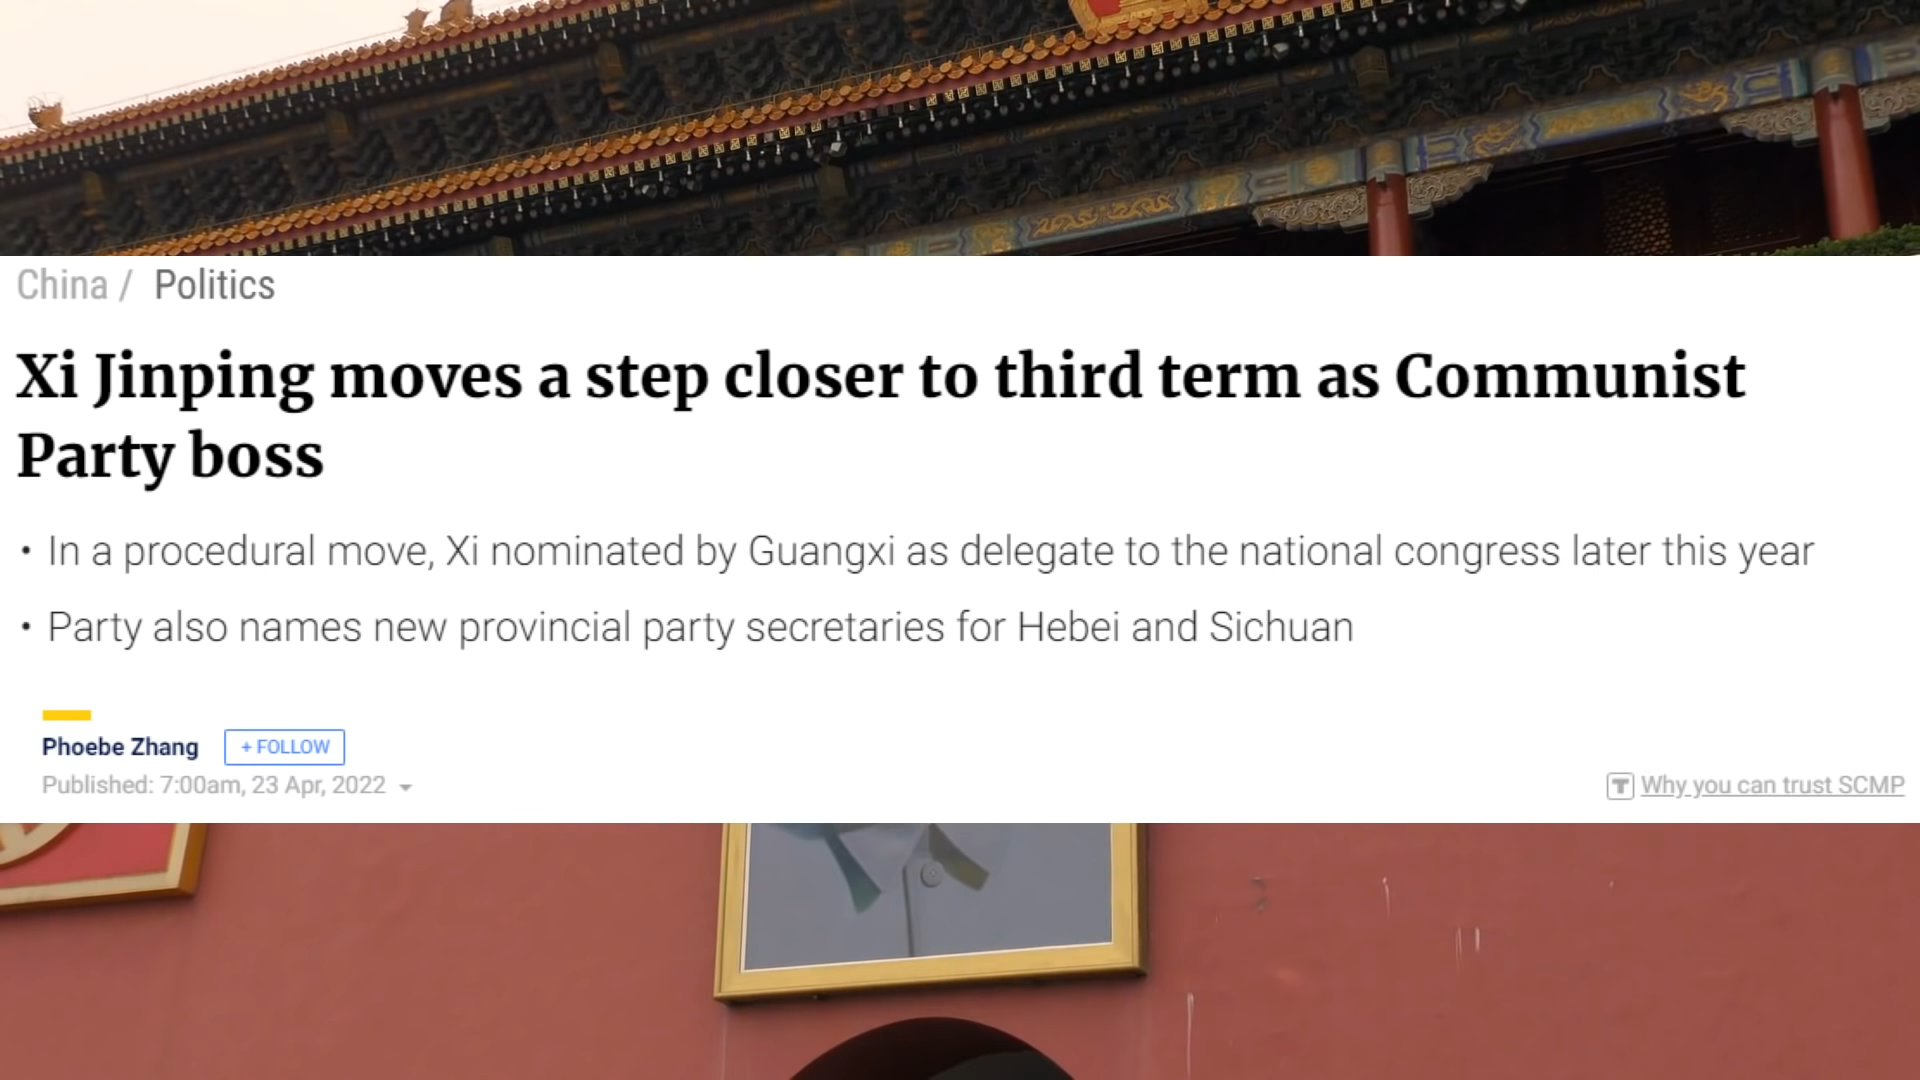 China / Politics
Xi Jinping moves a step closer to third term as Communist
Party boss
• In a procedural move, Xi nominated by Guangxi as delegate to the national congress later this year
• Party also names new provincial party secretaries for Hebei and Sichuan
Phoebe Zhang + FOLLOW
Published: 7:00am, 23 Apr, 2022
T Why you can trust SCMP